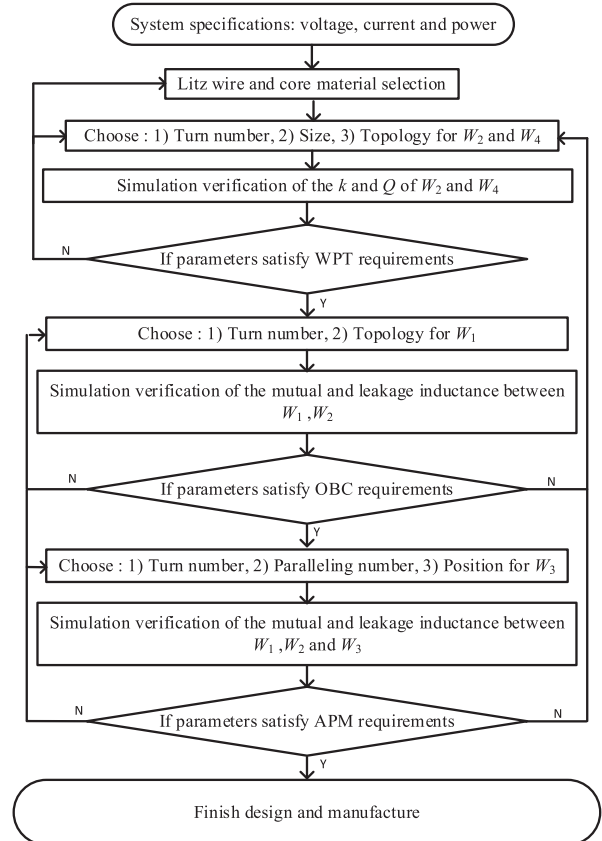 System specifications: voltage, current and power
Litz wire and core material selection
Choose : 1) Turn number, 2) Size, 3) Topology for W2 and W4
Simulation verification of the k and Q of W2 and W4
N
If parameters satisfy WPT requirements
Y
Choose : 1) Turn number, 2) Topology for W1
Simulation verification of the mutual and leakage inductance between
W1 ,W2
N
If parameters satisfy OBC requirements
N
Y
Choose : 1) Turn number, 2) Paralleling number, 3) Position for W3
Simulation verification of the mutual and leakage inductance between
W1 ,W2 and W3
N
If parameters satisfy APM requirements
N
Y
Finish design and manufacture